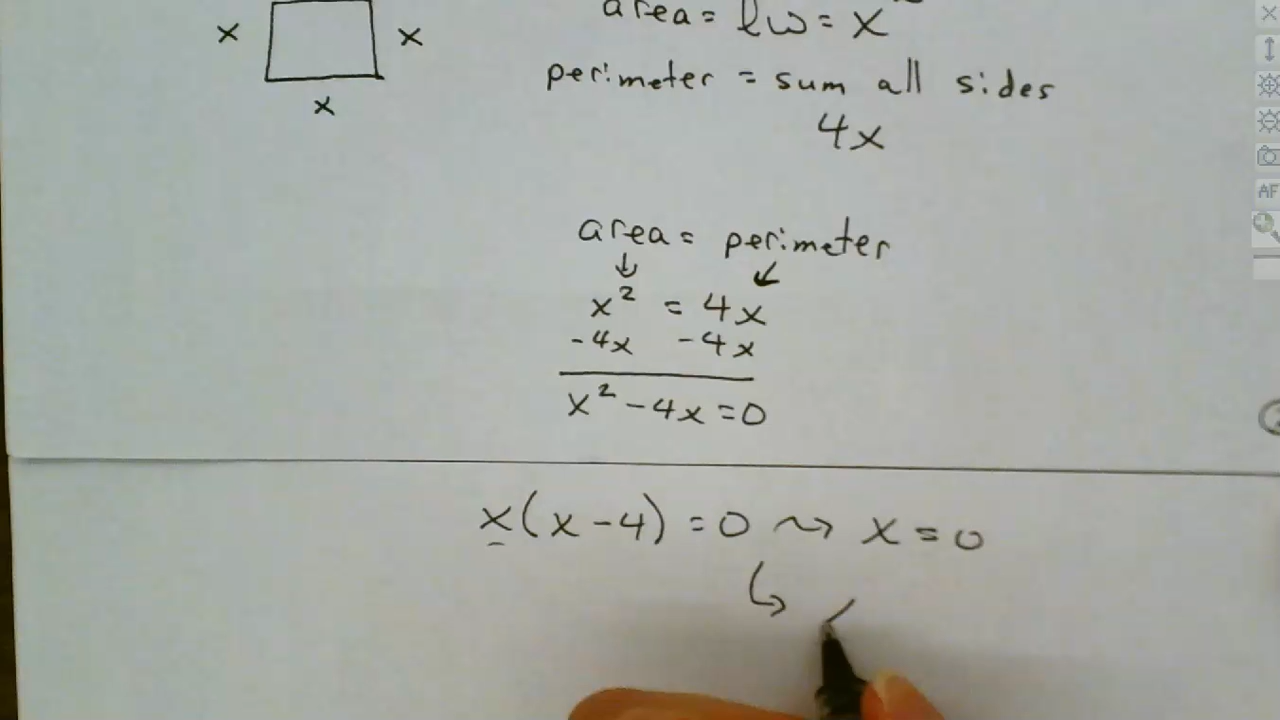 x
x
x
area = lw = x
perimeter = sum all sides
4x
area = perimeter
↓ ↙
x² = 4x
-4x -4x
x² - 4x = 0
x(x-4) = 0 ⇝ x = 0
↳
AF